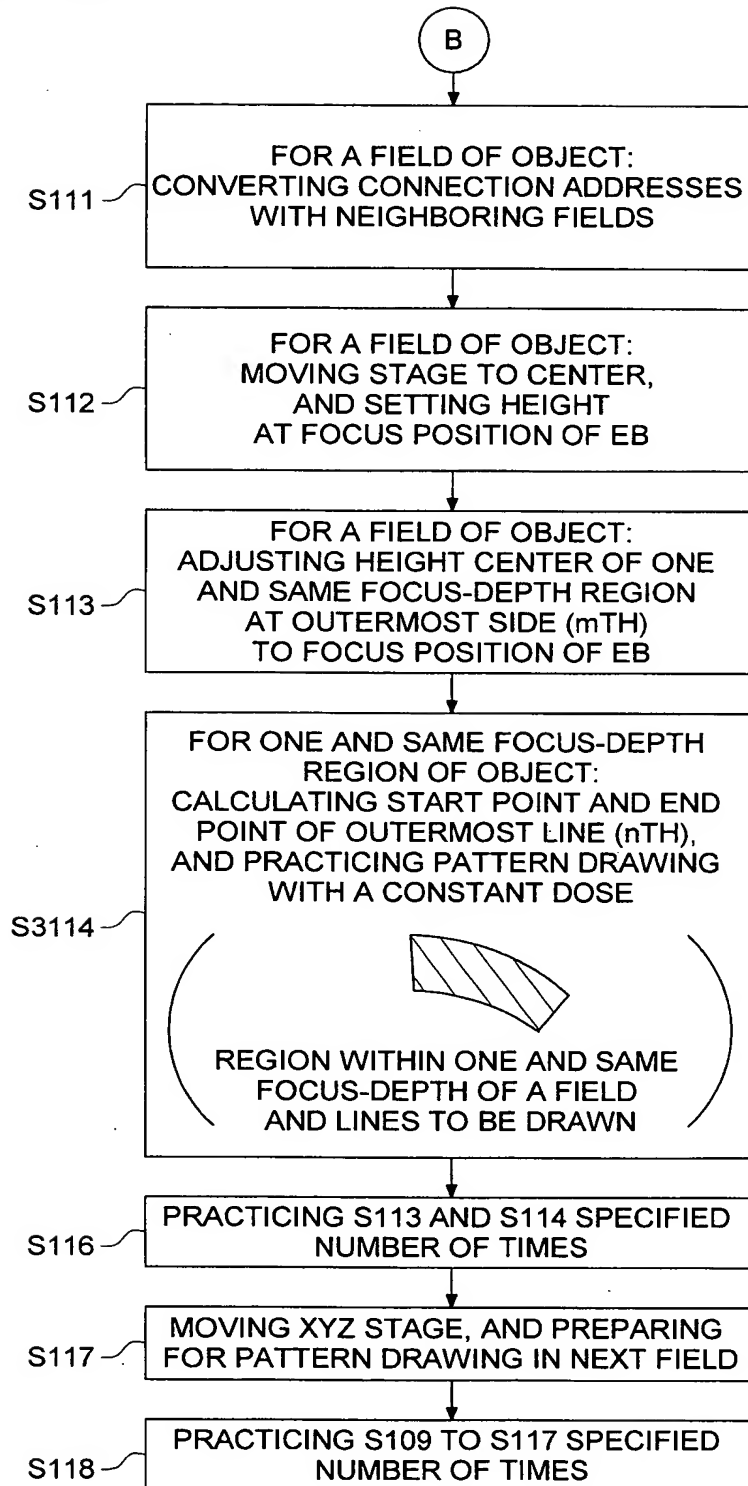 B
S111
FOR A FIELD OF OBJECT:
CONVERTING CONNECTION ADDRESSES
WITH NEIGHBORING FIELDS
S112
FOR A FIELD OF OBJECT:
MOVING STAGE TO CENTER,
AND SETTING HEIGHT
AT FOCUS POSITION OF EB
S113
FOR A FIELD OF OBJECT:
ADJUSTING HEIGHT CENTER OF ONE
AND SAME FOCUS-DEPTH REGION
AT OUTERMOST SIDE (mTH)
TO FOCUS POSITION OF EB
S3114
FOR ONE AND SAME FOCUS-DEPTH
REGION OF OBJECT:
CALCULATING START POINT AND END
POINT OF OUTERMOST LINE (nTH),
AND PRACTICING PATTERN DRAWING
WITH A CONSTANT DOSE
REGION WITHIN ONE AND SAME
FOCUS-DEPTH OF A FIELD
AND LINES TO BE DRAWN
S116
PRACTICING S113 AND S114 SPECIFIED
NUMBER OF TIMES
S117
MOVING XYZ STAGE, AND PREPARING
FOR PATTERN DRAWING IN NEXT FIELD
S118
PRACTICING S109 TO S117 SPECIFIED
NUMBER OF TIMES